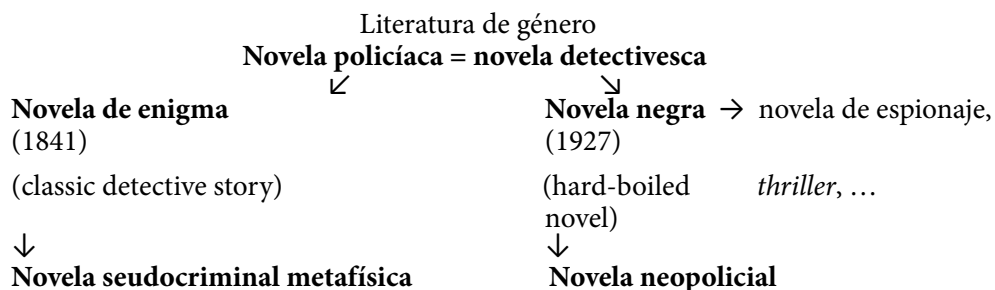 Literatura de género
Novela policíaca = novela detectivesca
↙ ↘
Novela de enigma Novela negra → novela de espionaje,
(1841) (1927)
(classic detective story) (hard-boiled thriller, …
novel)
↓ ↓
Novela seudocriminal metafísica Novela neopolicial